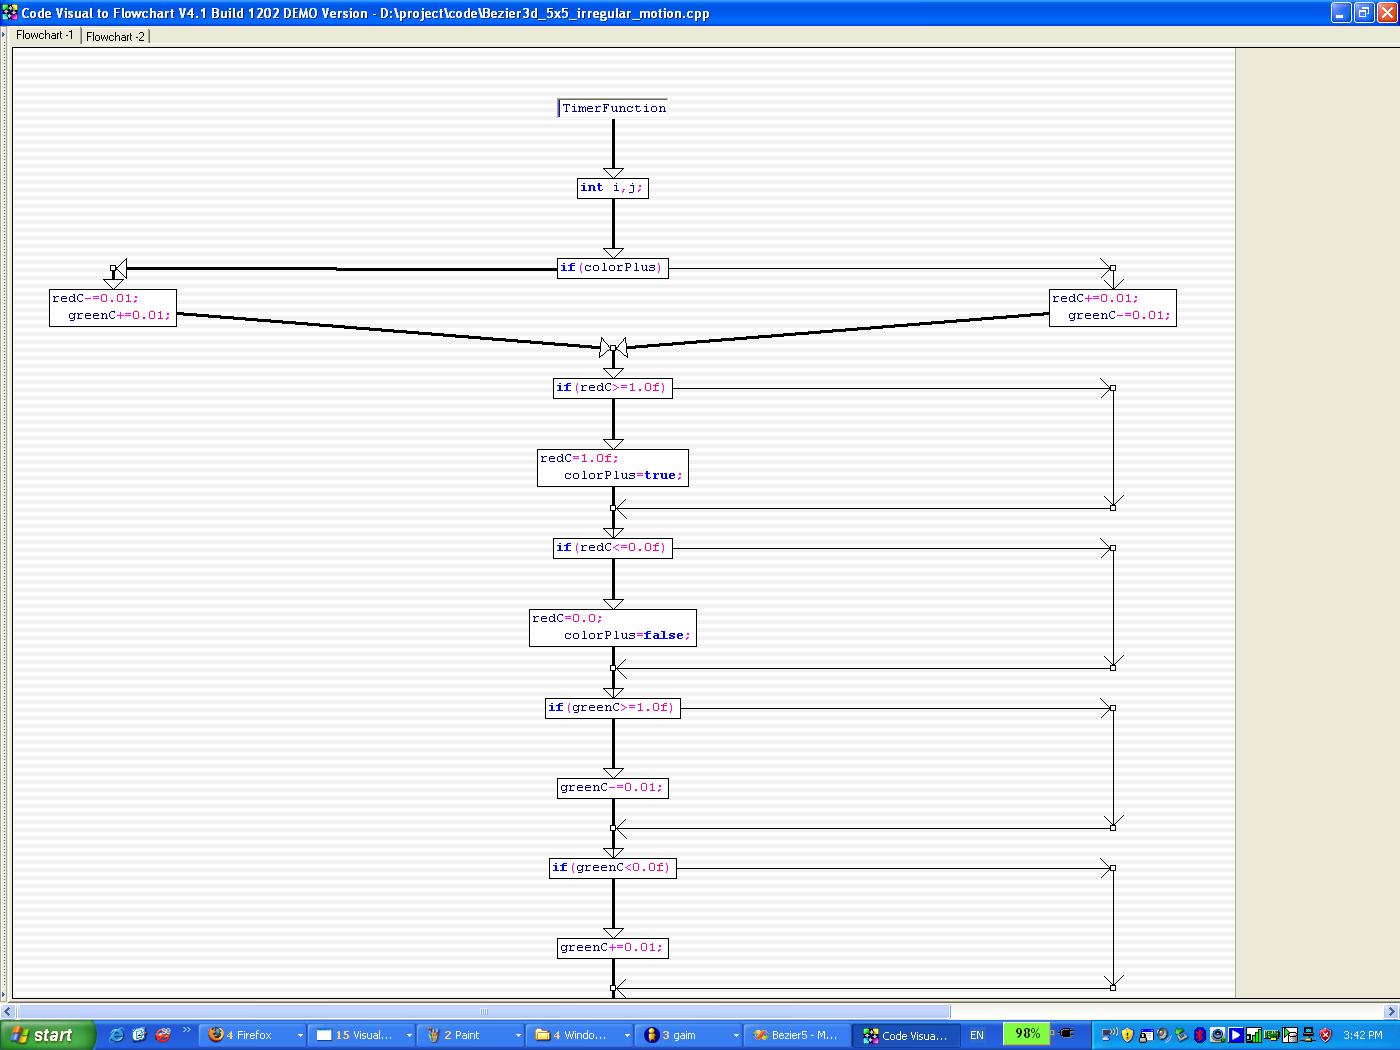 Code Visual to Flowchart V4.1 Build 1202 DEMO Version - D:\project\code\Bezier3d_5x5_irregular_motion.cpp
Flowchart -1
Flowchart -2
TimerFunction
int i,j;
if(colorPlus)
redC-=0.01;
greenC+=0.01;
redC+=0.01;
greenC-=0.01;
if(redC>=1.0f)
redC=1.0f;
colorPlus=true;
if(redC<=0.0f)
redC=0.0;
colorPlus=false;
if(greenC>=1.0f)
greenC-=0.01;
if(greenC<0.0f)
greenC+=0.01;
start
4 Firefox
15 Visual...
2 Paint
4 Windo...
3 gaim
Bezier5 - M...
Code Visua...
EN
98%
3:42 PM